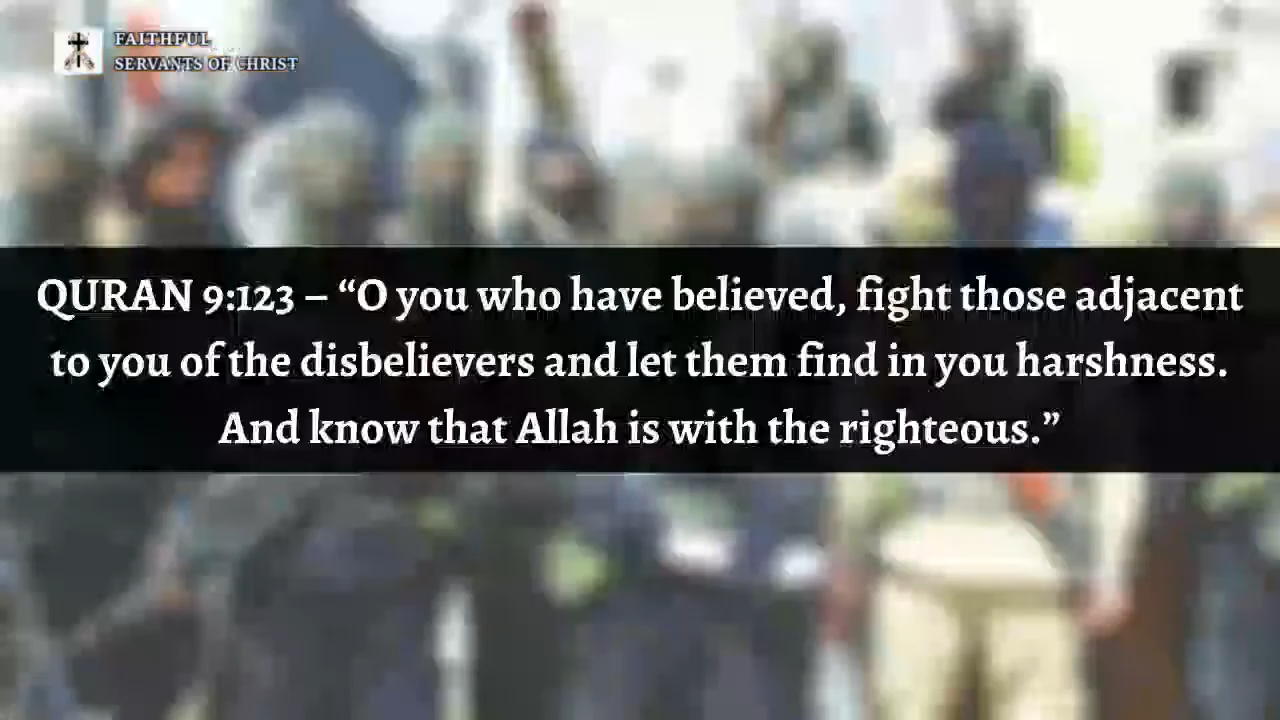 FAITHFUL
SERVANTS OF CHRIST
QURAN 9:123 – “O you who have believed, fight those adjacent
to you of the disbelievers and let them find in you harshness.
And know that Allah is with the righteous.”